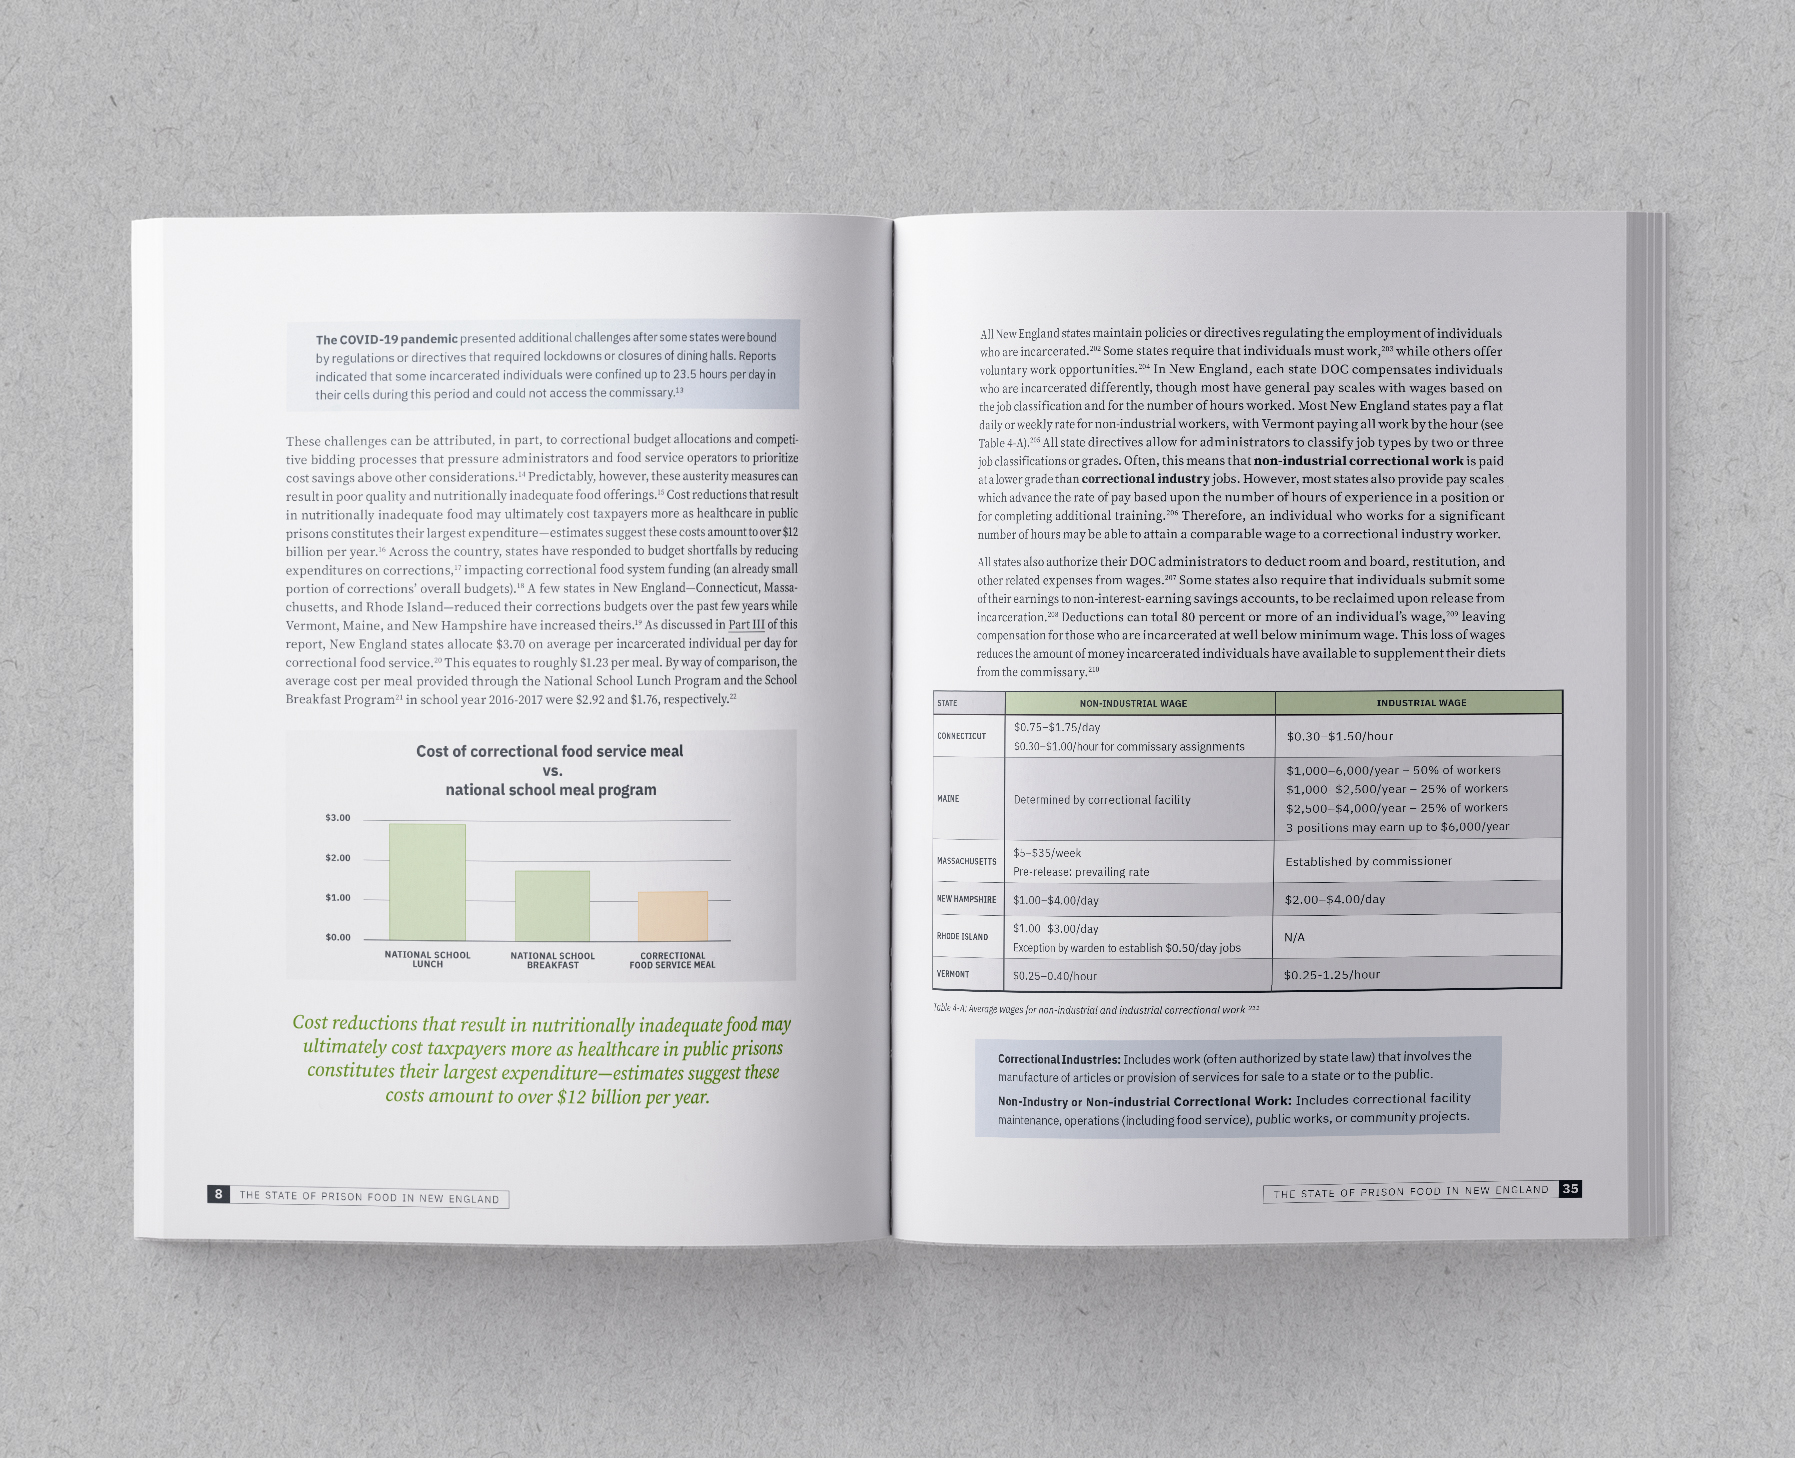 The COVID-19 pandemic presented additional challenges after some states were bound
by regulations or directives that required lockdowns or closures of dining halls. Reports
indicated that some incarcerated individuals were confined up to 23.5 hours per day in
their cells during this period and could not access the commissary.13
These challenges can be attributed, in part, to correctional budget allocations and competi-
tive bidding processes that pressure administrators and food service operators to prioritize
cost savings above other considerations.14 Predictably, however, these austerity measures can
result in poor quality and nutritionally inadequate food offerings.15 Cost reductions that result
in nutritionally inadequate food may ultimately cost taxpayers more as healthcare in public
prisons constitutes their largest expenditure—estimates suggest these costs amount to over $12
billion per year.16 Across the country, states have responded to budget shortfalls by reducing
expenditures on corrections,17 impacting correctional food system funding (an already small
portion of corrections' overall budgets).18 A few states in New England—Connecticut, Massa-
chusetts, and Rhode Island—reduced their corrections budgets over the past few years while
Vermont, Maine, and New Hampshire have increased theirs.19 As discussed in Part III of this
report, New England states allocate $3.70 on average per incarcerated individual per day for
correctional food service.20 This equates to roughly $1.23 per meal. By way of comparison, the
average cost per meal provided through the National School Lunch Program and the School
Breakfast Program21 in school year 2016-2017 were $2.92 and $1.76, respectively.22
Cost of correctional food service meal
vs.
national school meal program
$3.00
$2.00
$1.00
$0.00
NATIONAL SCHOOL LUNCH
NATIONAL SCHOOL BREAKFAST
CORRECTIONAL FOOD SERVICE MEAL
Cost reductions that result in nutritionally inadequate food may
ultimately cost taxpayers more as healthcare in public prisons
constitutes their largest expenditure—estimates suggest these
costs amount to over $12 billion per year.
8 THE STATE OF PRISON FOOD IN NEW ENGLAND
All New England states maintain policies or directives regulating the employment of individuals
who are incarcerated.202 Some states require that individuals must work,203 while others offer
voluntary work opportunities.204 In New England, each state DOC compensates individuals
who are incarcerated differently, though most have general pay scales with wages based on
the job classification and for the number of hours worked. Most New England states pay a flat
daily or weekly rate for non-industrial workers, with Vermont paying all work by the hour (see
Table 4-A).205 All state directives allow for administrators to classify job types by two or three
job classifications or grades. Often, this means that non-industrial correctional work is paid
at a lower grade than correctional industry jobs. However, most states also provide pay scales
which advance the rate of pay based upon the number of hours of experience in a position or
for completing additional training.206 Therefore, an individual who works for a significant
number of hours may be able to attain a comparable wage to a correctional industry worker.
All states also authorize their DOC administrators to deduct room and board, restitution, and
other related expenses from wages.207 Some states also require that individuals submit some
of their earnings to non-interest-earning savings accounts, to be reclaimed upon release from
incarceration.208 Deductions can total 80 percent or more of an individual's wage,209 leaving
compensation for those who are incarcerated at well below minimum wage. This loss of wages
reduces the amount of money incarcerated individuals have available to supplement their diets
from the commissary.210
STATE NON-INDUSTRIAL WAGE INDUSTRIAL WAGE
CONNECTICUT
$0.75–$1.75/day
$0.30–$1.00/hour for commissary assignments
$0.30–$1.50/hour
MAINE
Determined by correctional facility
$1,000–6,000/year – 50% of workers
$1,000–$2,500/year – 25% of workers
$2,500–$4,000/year – 25% of workers
3 positions may earn up to $6,000/year
MASSACHUSETTS
$5–$35/week
Pre-release: prevailing rate
Established by commissioner
NEW HAMPSHIRE $1.00–$4.00/day $2.00–$4.00/day
RHODE ISLAND
$1.00–$3.00/day
Exception by warden to establish $0.50/day jobs
N/A
VERMONT $0.25–0.40/hour $0.25-1.25/hour
Table 4-A: Average wages for non-industrial and industrial correctional work 211
Correctional Industries: Includes work (often authorized by state law) that involves the
manufacture of articles or provision of services for sale to a state or to the public.
Non-Industry or Non-industrial Correctional Work: Includes correctional facility
maintenance, operations (including food service), public works, or community projects.
THE STATE OF PRISON FOOD IN NEW ENGLAND 35